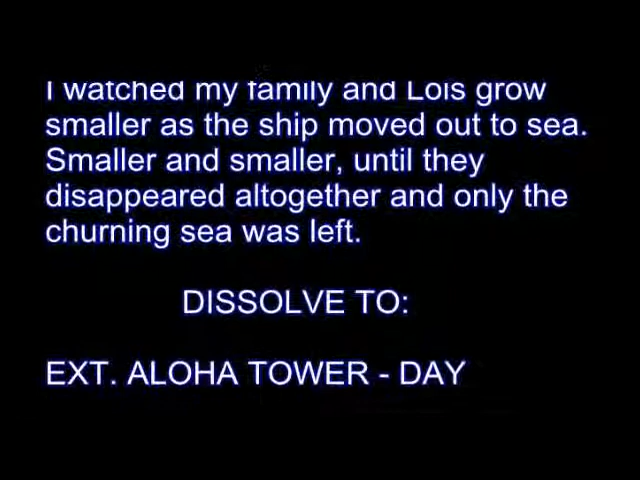 I watched my family and Lois grow
smaller as the ship moved out to sea.
Smaller and smaller, until they
disappeared altogether and only the
churning sea was left.
DISSOLVE TO:
EXT. ALOHA TOWER - DAY